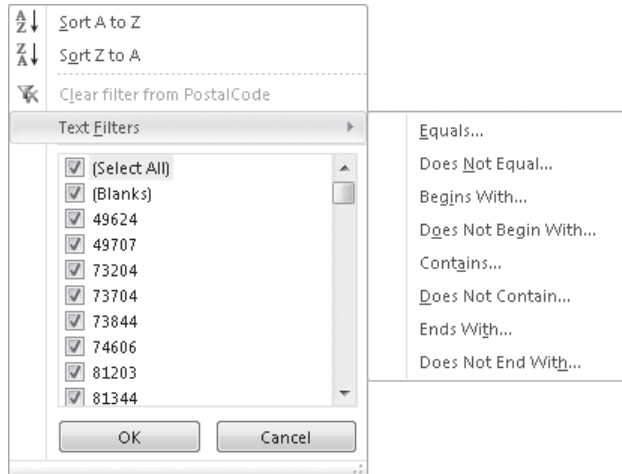 Sort A to Z
Sort Z to A
Clear filter from PostalCode
Text Filters
(Select All)
(Blanks)
49624
49707
73204
73704
73844
74606
81203
81344
OK
Cancel
Equals...
Does Not Equal...
Begins With...
Does Not Begin With...
Contains...
Does Not Contain...
Ends With...
Does Not End With...